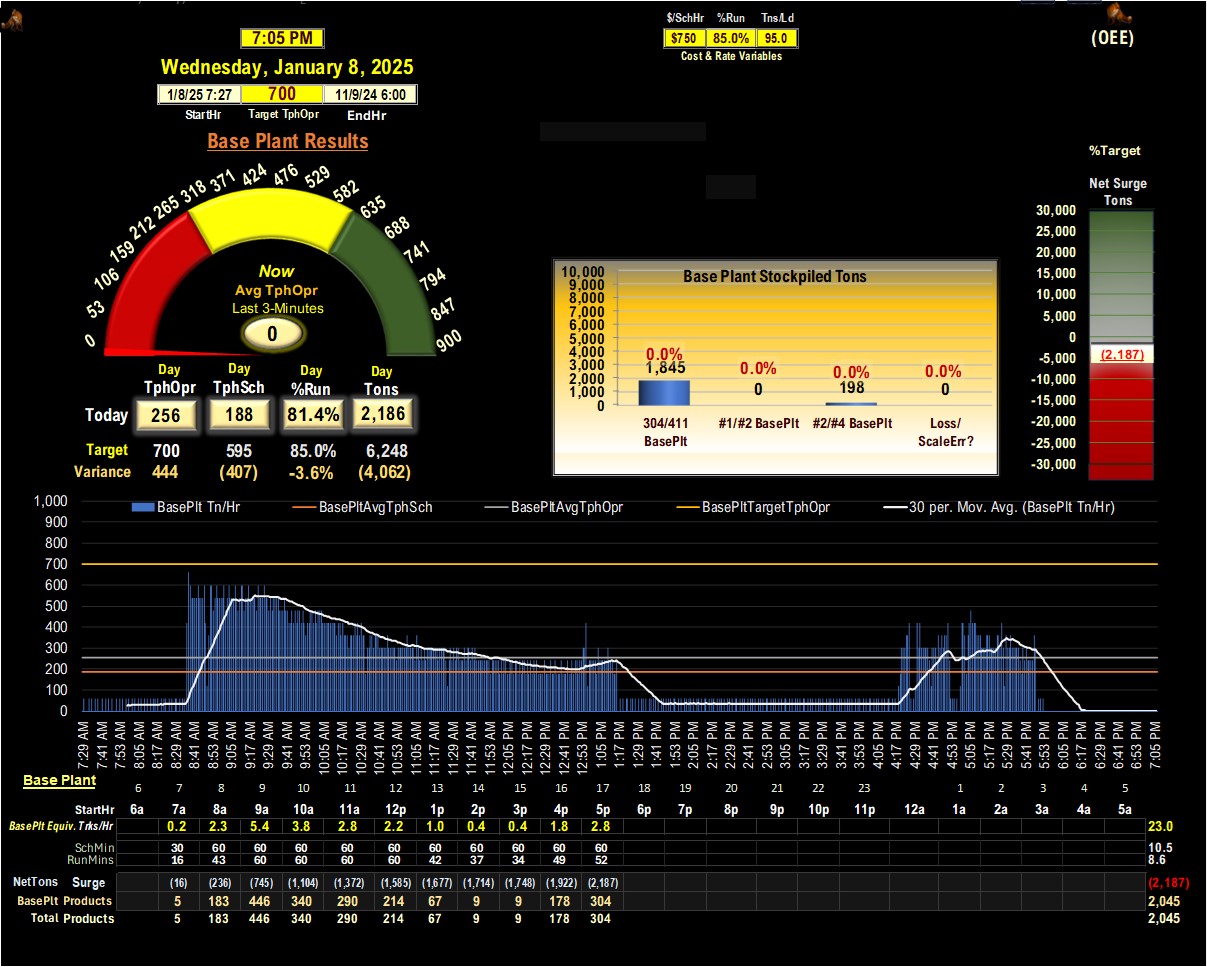 $/SchHr %Run Tns/Ld
7:05 PM
$750 85.0% 95.0
(OEE)
Cost & Rate Variables
Wednesday, January 8, 2025
1/8/25 7:27 700 11/9/24 6:00
StartHr Target TphOpr EndHr
Base Plant Results
%Target
Net Surge
Tons
0 53 106 159 212 265 318 371 424 476 529 582 635 688 741 794 847 900
Now
Avg TphOpr
Last 3-Minutes
0
30,000
25,000
20,000
15,000
10,000
5,000
0
-5,000
-10,000
-15,000
-20,000
-25,000
-30,000
(2,187)
Base Plant Stockpiled Tons
10,000
9,000
8,000
7,000
6,000
5,000
4,000
3,000
2,000
1,000
0
0.0% 0.0% 0.0% 0.0%
1,845 0 198 0
304/411 #1/#2 BasePlt #2/#4 BasePlt Loss/
BasePlt ScaleErr?
Day Day Day Day
TphOpr TphSch %Run Tons
Today 256 188 81.4% 2,186
Target 700 595 85.0% 6,248
Variance 444 (407) -3.6% (4,062)
BasePlt Tn/Hr BasePltAvgTphSch BasePltAvgTphOpr BasePltTargetTphOpr 30 per. Mov. Avg. (BasePlt Tn/Hr)
1,000
900
800
700
600
500
400
300
200
100
0
7:29 AM 7:41 AM 7:53 AM 8:05 AM 8:17 AM 8:29 AM 8:41 AM 8:53 AM 9:05 AM 9:17 AM 9:29 AM 9:41 AM 9:53 AM 10:05 AM 10:17 AM 10:29 AM 10:41 AM 10:53 AM 11:05 AM 11:17 AM 11:29 AM 11:41 AM 11:53 AM 12:05 PM 12:17 PM 12:29 PM 12:41 PM 12:53 PM 1:05 PM 1:17 PM 1:29 PM 1:41 PM 1:53 PM 2:05 PM 2:17 PM 2:29 PM 2:41 PM 2:53 PM 3:05 PM 3:17 PM 3:29 PM 3:41 PM 3:53 PM 4:05 PM 4:17 PM 4:29 PM 4:41 PM 4:53 PM 5:05 PM 5:17 PM 5:29 PM 5:41 PM 5:53 PM 6:05 PM 6:17 PM 6:29 PM 6:41 PM 6:53 PM 7:05 PM
Base Plant
6 7 8 9 10 11 12 13 14 15 16 17 18 19 20 21 22 23 1 2 3 4 5
StartHr 6a 7a 8a 9a 10a 11a 12p 1p 2p 3p 4p 5p 6p 7p 8p 9p 10p 11p 12a 1a 2a 3a 4a 5a
BasePlt Equiv. Trks/Hr 0.2 2.3 5.4 3.8 2.8 2.2 1.0 0.4 0.4 1.8 2.8 23.0
SchMin 30 60 60 60 60 60 60 60 60 60 60 10.5
RunMins 16 43 60 60 60 60 42 37 34 49 52 8.6
NetTons Surge (16) (236) (745) (1,104) (1,372) (1,585) (1,677) (1,714) (1,748) (1,922) (2,187) (2,187)
BasePlt Products 5 183 446 340 290 214 67 9 9 178 304 2,045
Total Products 5 183 446 340 290 214 67 9 9 178 304 2,045